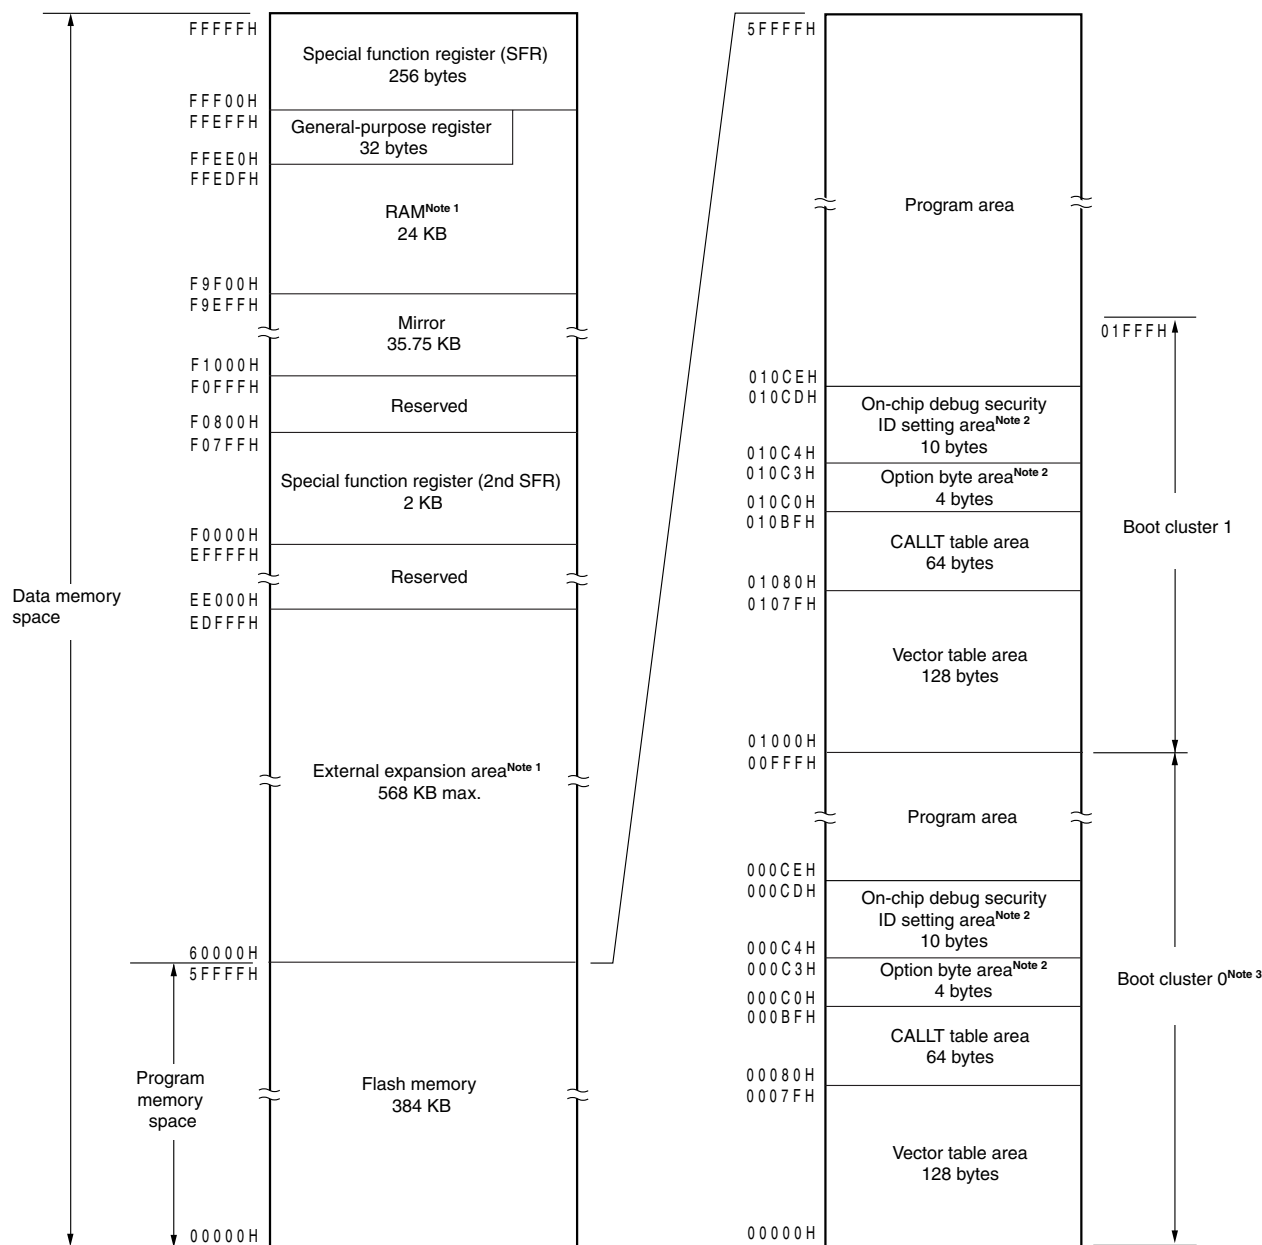 FFFFFH
Special function register (SFR)
256 bytes
FFF00H
FFEFFH
General-purpose register
32 bytes
FFEE0H
FFEDFH
RAMNote 1
24 KB
F9F00H
F9EFFH
Mirror
35.75 KB
F1000H
F0FFFH
Reserved
F0800H
F07FFH
Special function register (2nd SFR)
2 KB
F0000H
EFFFFH
Reserved
EE000H
EDFFFH
Data memory
space
External expansion areaNote 1
568 KB max.
60000H
5FFFFH
Program
memory
space
Flash memory
384 KB
00000H
5FFFFH
Program area
01FFFH
010CEH
010CDH
On-chip debug security
ID setting areaNote 2
10 bytes
010C4H
010C3H
Option byte areaNote 2
4 bytes
010C0H
010BFH
CALLT table area
64 bytes
Boot cluster 1
01080H
0107FH
Vector table area
128 bytes
01000H
00FFFH
Program area
000CEH
000CDH
On-chip debug security
ID setting areaNote 2
10 bytes
000C4H
000C3H
Option byte areaNote 2
4 bytes
Boot cluster 0Note 3
000C0H
000BFH
CALLT table area
64 bytes
00080H
0007FH
Vector table area
128 bytes
00000H